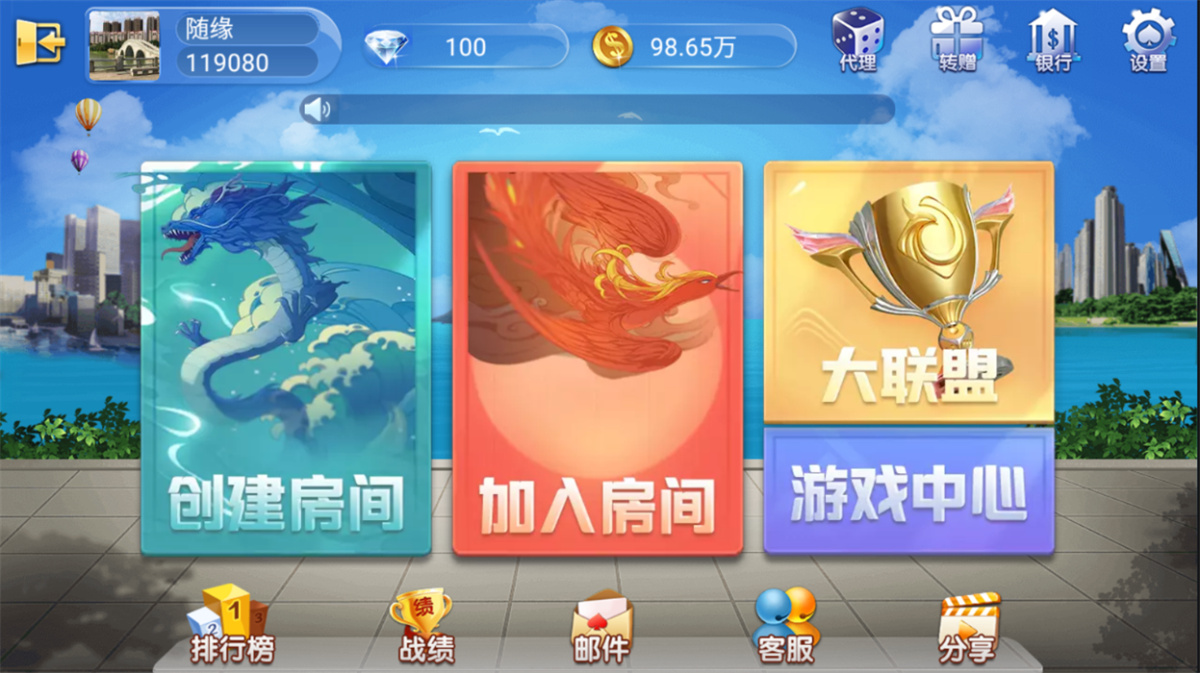 随缘
119080
100
98.65万
代理
转赠
银行
设置
创建房间
加入房间
大联盟
游戏中心
1
2
3
排行榜
绩
战绩
邮件
客服
分享